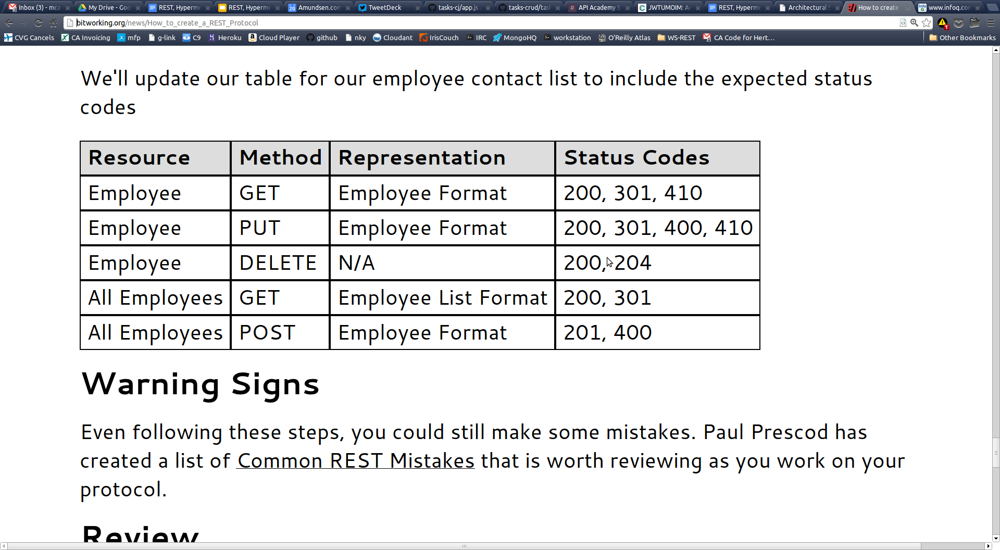 Inbox (3) - mca
My Drive - Goo
REST, Hyperme
REST, Hyperme
20 Amundsen.com
TweetDeck
tasks-cj/app.js
tasks-crud/task
# API Academy S
C JWTUMOIM: A
REST, Hyperme
Architectural S
How to create
www.infoq.com
bitworking.org/news/How_to_create_a_REST_Protocol
CVG Cancels
CA Invoicing
mfp
g-link
C9
Heroku
Cloud Player
github
nky
Cloudant
IrisCouch
IRC
MongoHQ
workstation
O'Reilly Atlas
WS-REST
CA Code for Hert...
Other Bookmarks
We'll update our table for our employee contact list to include the expected status
codes
Resource Method Representation Status Codes
Employee GET Employee Format 200, 301, 410
Employee PUT Employee Format 200, 301, 400, 410
Employee DELETE N/A 200, 204
All Employees GET Employee List Format 200, 301
All Employees POST Employee Format 201, 400
Warning Signs
Even following these steps, you could still make some mistakes. Paul Prescod has
created a list of Common REST Mistakes that is worth reviewing as you work on your
protocol.
Review